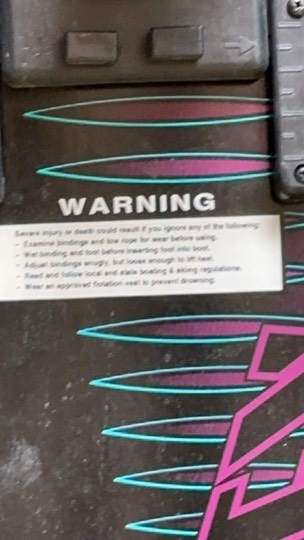 WARNING
Severe injury or death could result if you ignore any of the following:
- Examine bindings and tow rope for wear before using.
- Wet binding and foot before inserting foot into boot.
- Adjust bindings snugly, but loose enough to lift heel.
- Read and follow local and state boating & skiing regulations.
- Wear an approved flotation vest to prevent drowning.